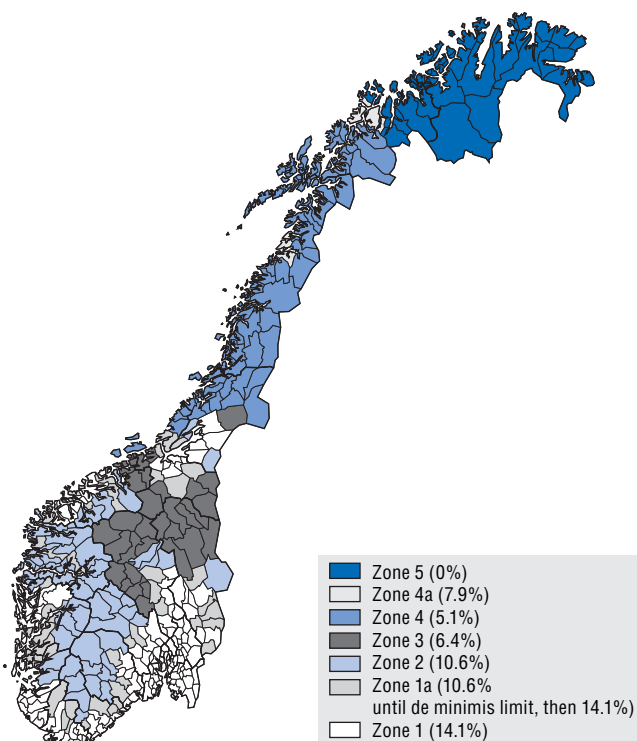 Zone 5 (0%)
Zone 4a (7.9%)
Zone 4 (5.1%)
Zone 3 (6.4%)
Zone 2 (10.6%)
Zone 1a (10.6%
until de minimis limit, then 14.1%)
Zone 1 (14.1%)